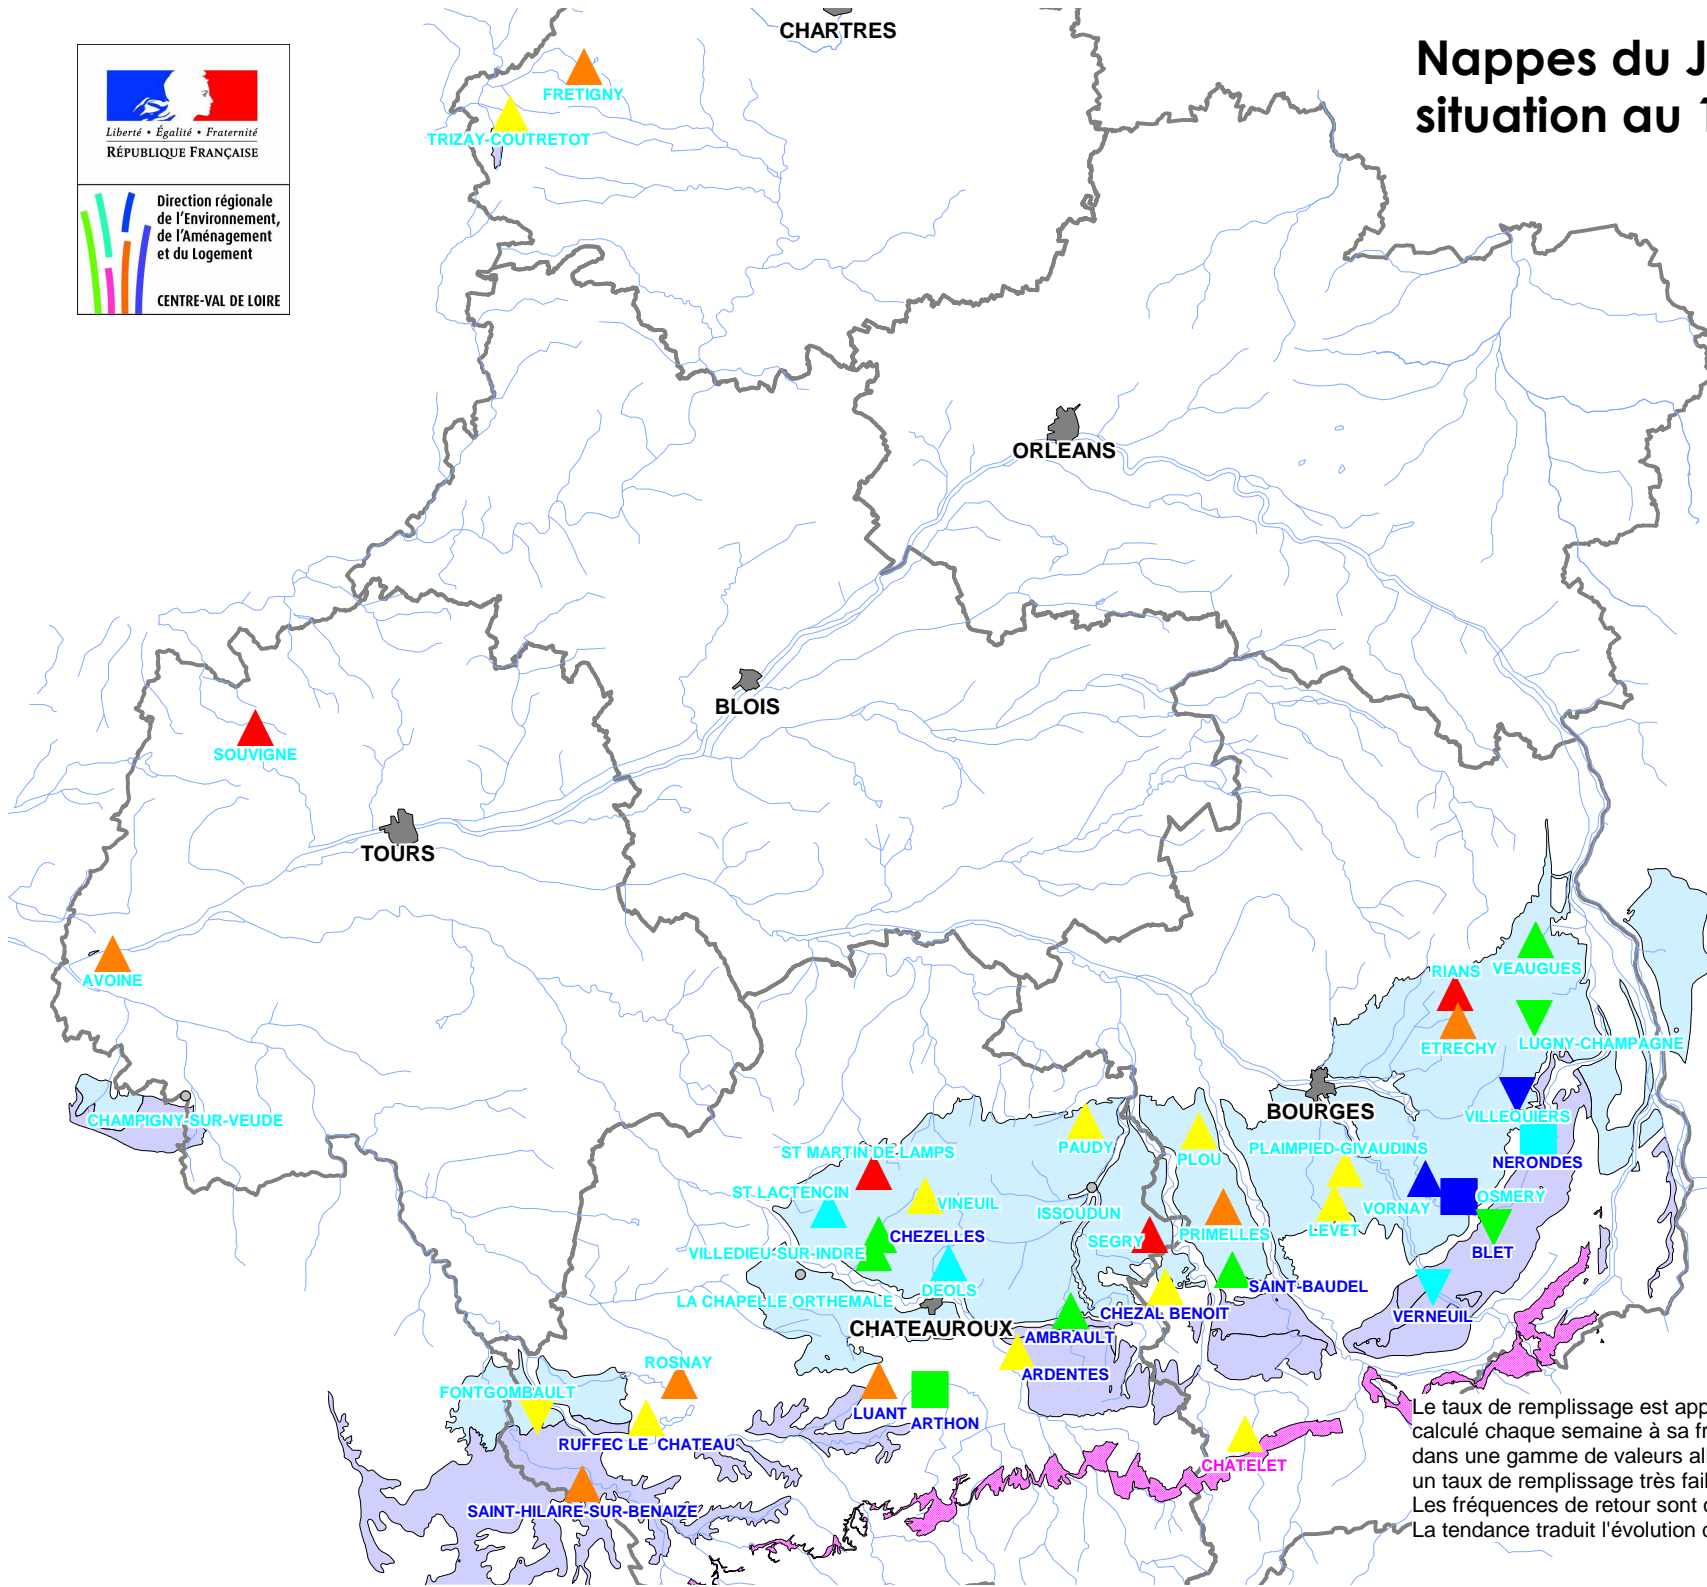 CHARTRES
Nappes du J
situation au 1
Liberté • Égalité • Fraternité
RÉPUBLIQUE FRANÇAISE
Direction régionale
de l'Environnement,
de l'Aménagement
et du Logement
CENTRE-VAL DE LOIRE
FRETIGNY
TRIZAY-COUTRETOT
ORLEANS
BLOIS
SOUVIGNE
TOURS
AVOINE
RIANS
VEAUGUES
ETRECHY
LUGNY-CHAMPAGNE
CHAMPIGNY-SUR-VEUDE
BOURGES
VILLEQUIERS
ST MARTIN DE LAMPS
PAUDY
PLOU
PLAIMPIED-GIVAUDINS
NERONDES
ST LACTENCIN
VINEUIL
ISSOUDUN
VORNAY
OSMERY
CHEZELLES
SEGRY
PRIMELLES
LEVET
VILLEDIEU-SUR-INDRE
BLET
DEOLS
SAINT-BAUDEL
LA CHAPELLE ORTHEMALE
CHEZAL BENOIT
VERNEUIL
CHATEAUROUX
AMBRAULT
ROSNAY
ARDENTES
FONTGOMBAULT
LUANT
ARTHON
RUFFEC LE CHATEAU
CHATELET
SAINT-HILAIRE-SUR-BENAIZE
Le taux de remplissage est app
calculé chaque semaine à sa fr
dans une gamme de valeurs al
un taux de remplissage très fail
Les fréquences de retour sont
La tendance traduit l'évolution